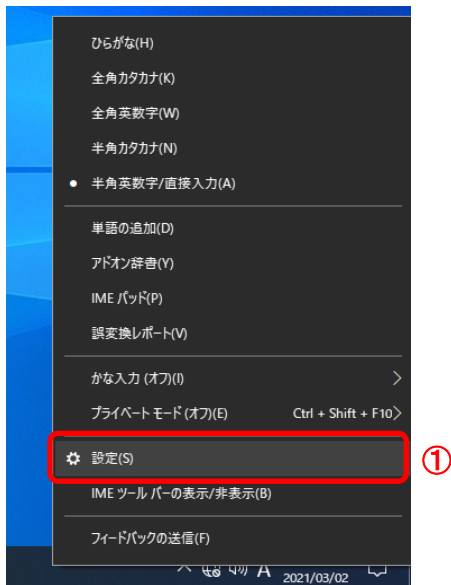 ひらがな(H)
全角カタカナ(K)
全角英数字(W)
半角カタカナ(N)
半角英数字/直接入力(A)
単語の追加(D)
アドオン辞書(Y)
IME パッド(P)
誤変換レポート(V)
かな入力 (オフ)(I)
プライベート モード (オフ)(E) Ctrl + Shift + F10
設定(S)
①
IME ツール バーの表示/非表示(B)
フィードバックの送信(F)
A
2021/03/02